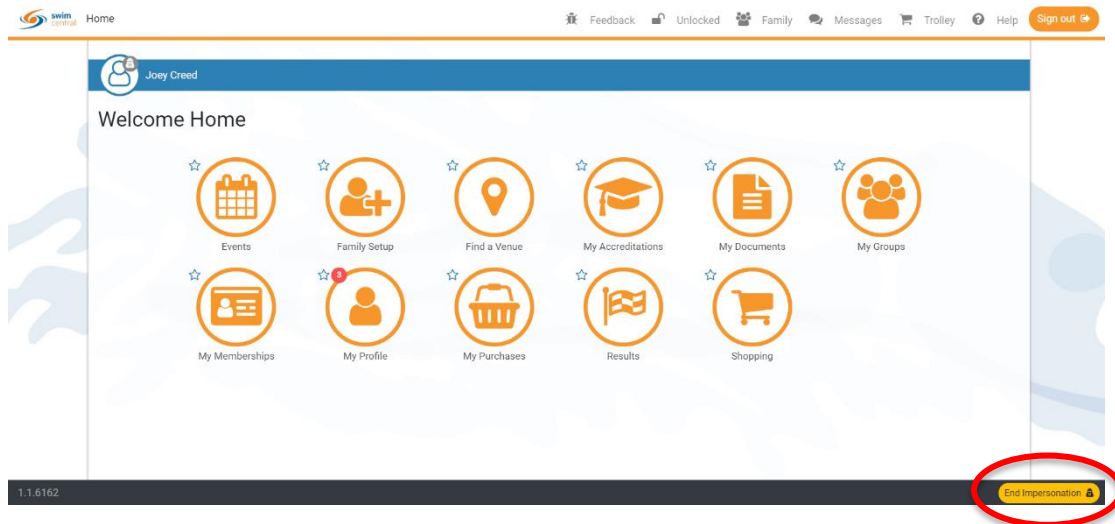 swim central Home Feedback Unlocked Family Messages Trolley Help Sign out
Joey Creed
Welcome Home
Events Family Setup Find a Venue My Accreditations My Documents My Groups
3
My Memberships My Profile My Purchases Results Shopping
1.1.6162 End Impersonation